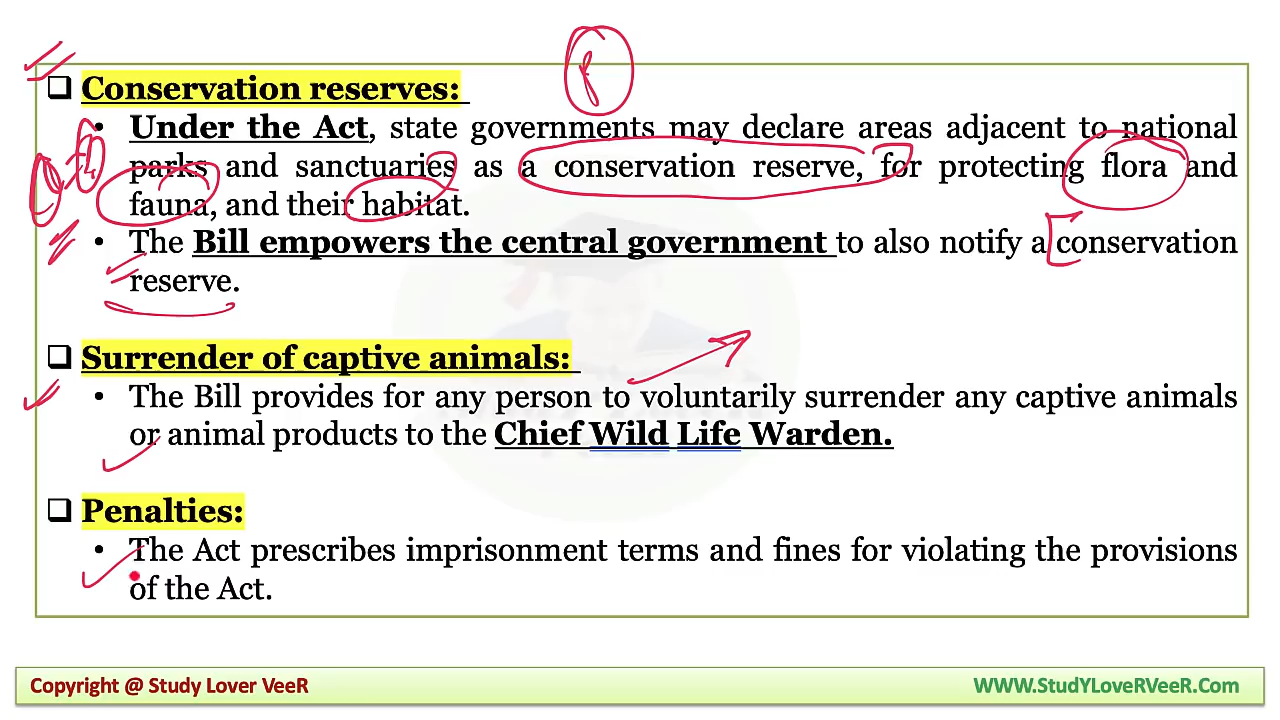 ❑ Conservation reserves:
• Under the Act, state governments may declare areas adjacent to national
parks and sanctuaries as a conservation reserve, for protecting flora and
fauna, and their habitat.
• The Bill empowers the central government to also notify a conservation
reserve.
❑ Surrender of captive animals:
• The Bill provides for any person to voluntarily surrender any captive animals
or animal products to the Chief Wild Life Warden.
❑ Penalties:
• The Act prescribes imprisonment terms and fines for violating the provisions
of the Act.
Copyright @ Study Lover VeeR
WWW.StudYLoveRVeeR.Com